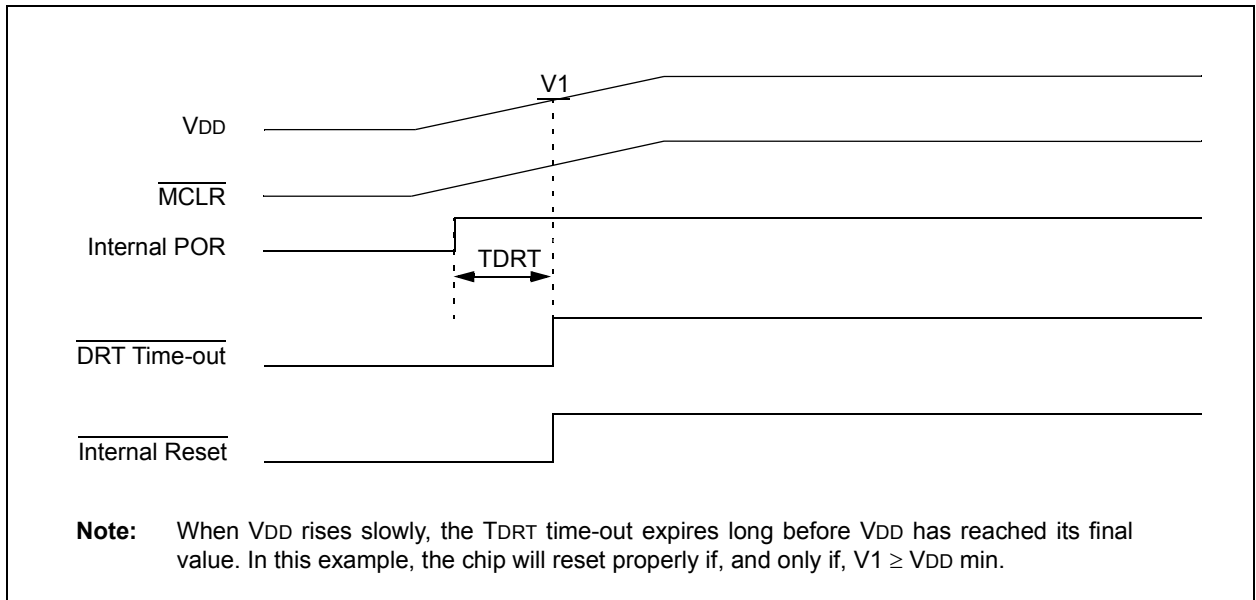 V1
VDD
MCLR
Internal POR
TDRT
DRT Time-out
Internal Reset
Note: When VDD rises slowly, the TDRT time-out expires long before VDD has reached its final
value. In this example, the chip will reset properly if, and only if, V1 ≥ VDD min.